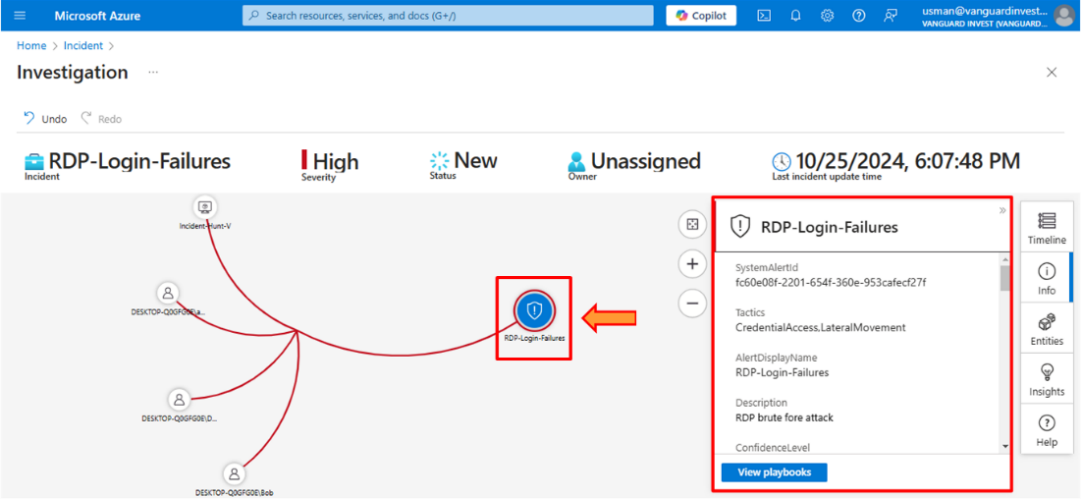 Microsoft Azure
Search resources, services, and docs (G+/)
Copilot
usman@vanguardinvest...
VANGUARD INVEST (VANGUARD...
Home > Incident >
Investigation ...
Undo
Redo
RDP-Login-Failures
Incident
High
Severity
New
Status
Unassigned
Owner
10/25/2024, 6:07:48 PM
Last incident update time
Incident-Hunt-V
DESKTOP-Q0GFG0E\a...
DESKTOP-Q0GFG0E\D...
DESKTOP-Q0GFG0E\Bob
RDP-Login-Failures
RDP-Login-Failures
SystemAlertId
fc60e08f-2201-654f-360e-953cafecf27f
Tactics
CredentialAccess,LateralMovement
AlertDisplayName
RDP-Login-Failures
Description
RDP brute fore attack
ConfidenceLevel
View playbooks
Timeline
Info
Entities
Insights
Help